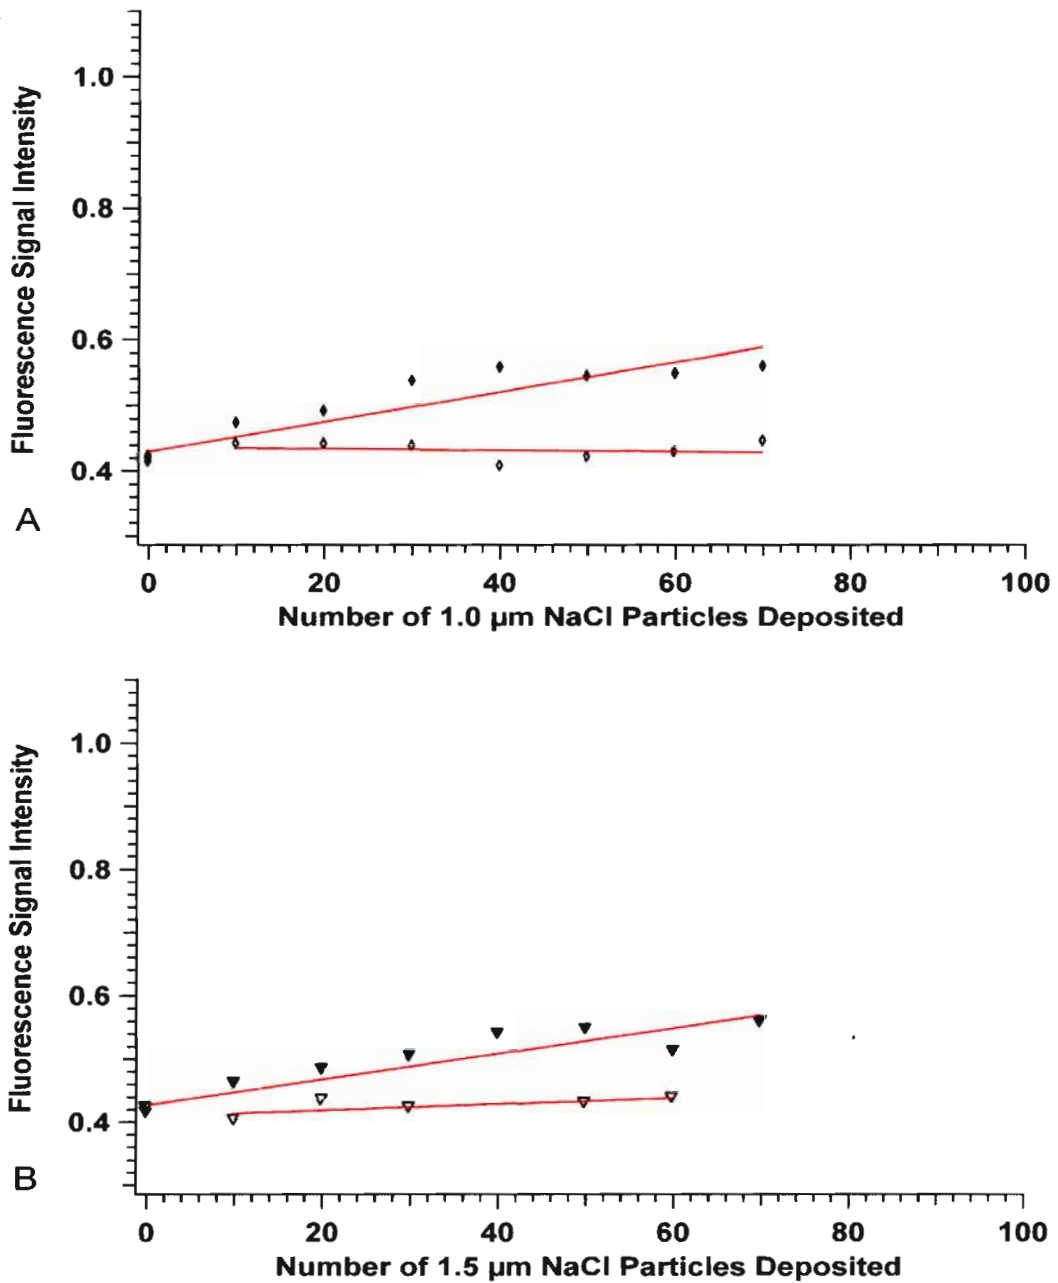 Fluorescence Signal Intensity
1.0
0.8
0.6
0.4
A
0 20 40 60 80 100
Number of 1.0 µm NaCl Particles Deposited
Fluorescence Signal Intensity
1.0
0.8
0.6
0.4
B
0 20 40 60 80 100
Number of 1.5 µm NaCl Particles Deposited